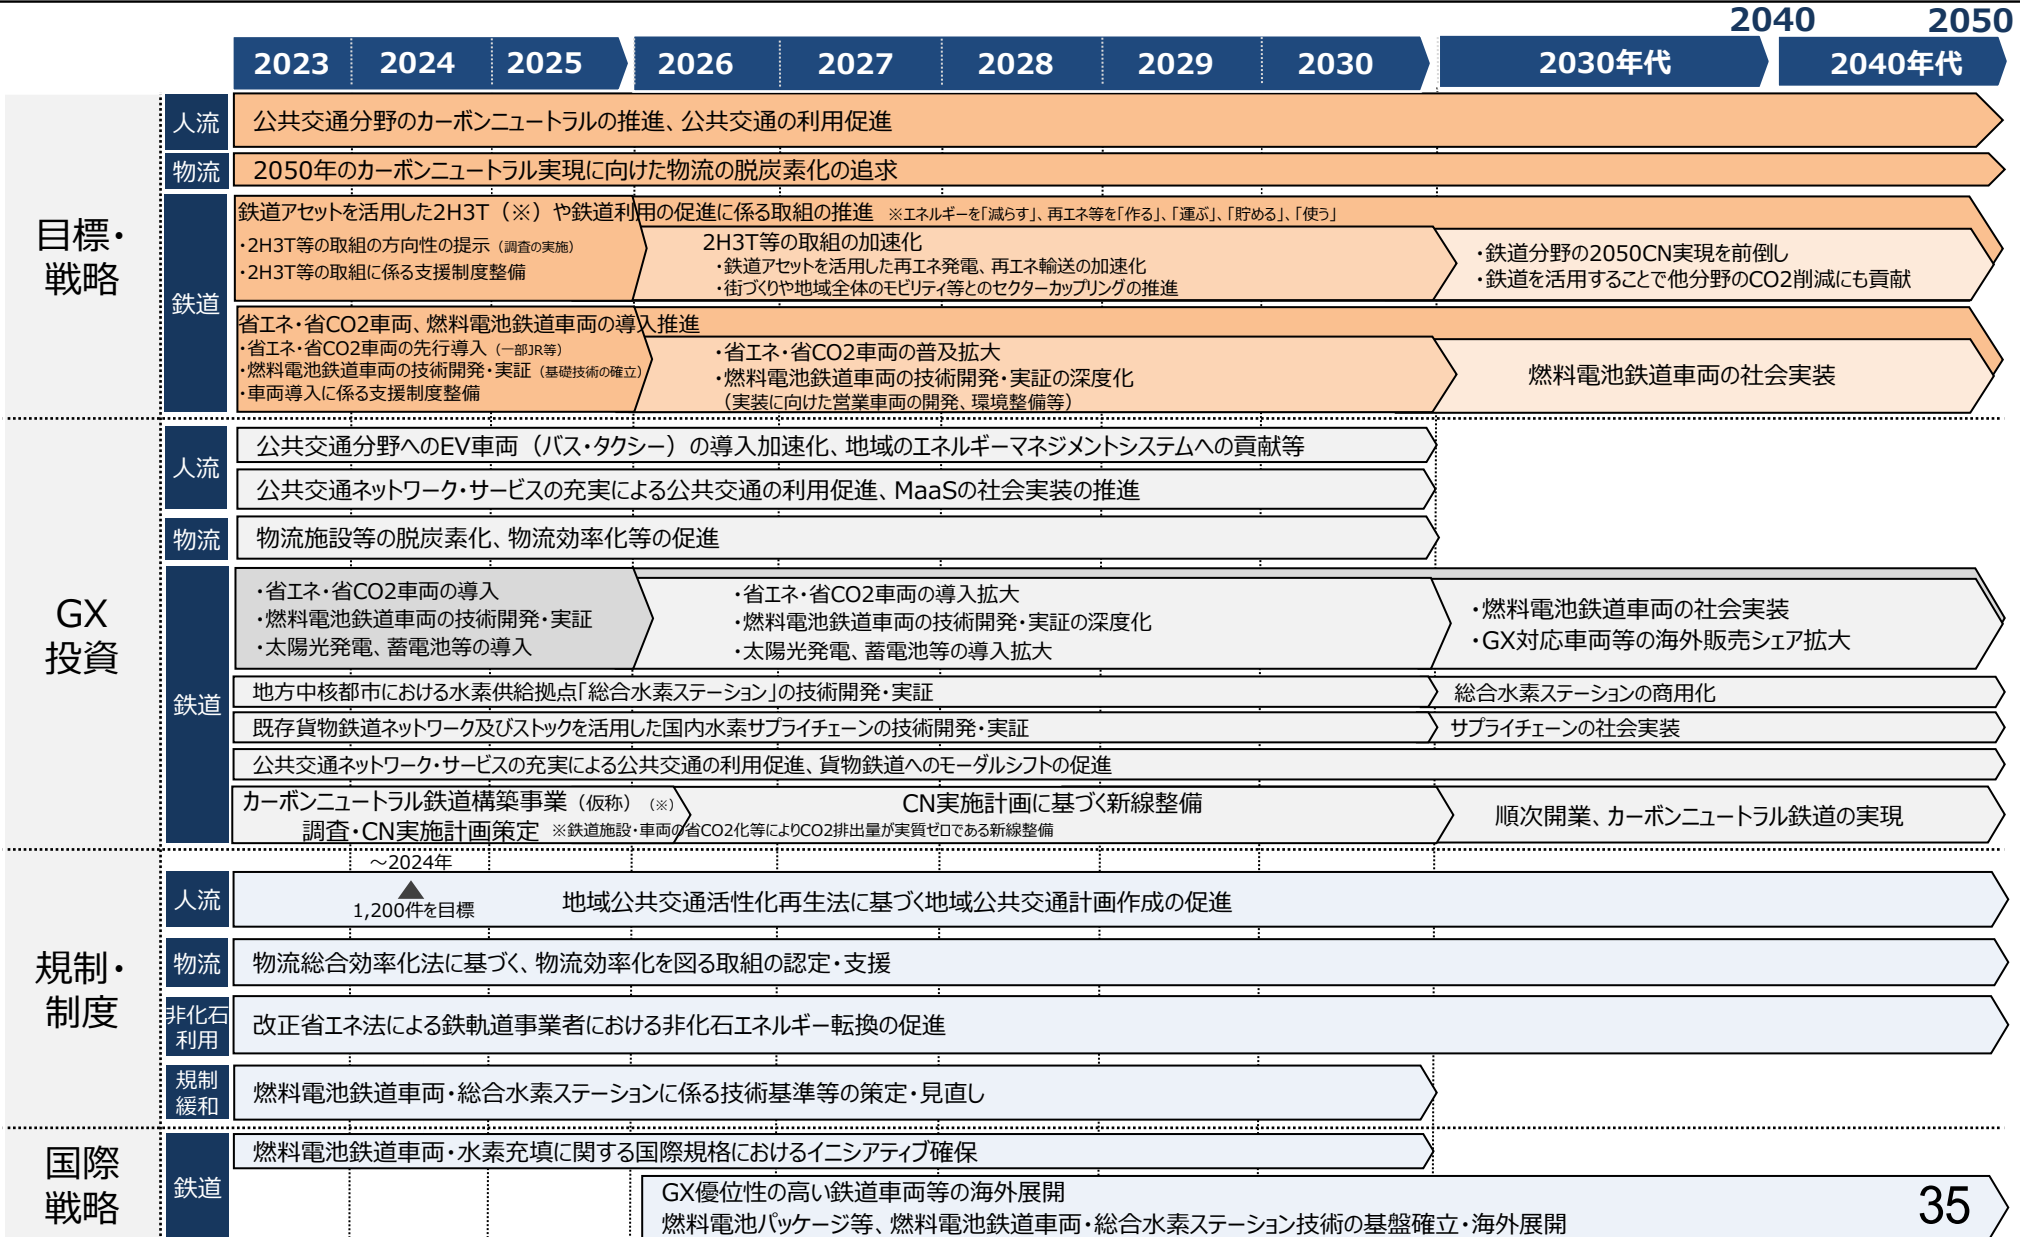 2040
2050
2023
2024
2025
2026
2027
2028
2029
2030
2030年代
2040年代
目標・
戦略
人流
公共交通分野のカーボンニュートラルの推進、公共交通の利用促進
物流
2050年のカーボンニュートラル実現に向けた物流の脱炭素化の追求
鉄道
鉄道アセットを活用した2H3T（※）や鉄道利用の促進に係る取組の推進 ※エネルギーを「減らす」、再エネ等を「作る」、「運ぶ」、「貯める」、「使う」
・2H3T等の取組の方向性の提示（調査の実施）
・2H3T等の取組に係る支援制度整備
2H3T等の取組の加速化
・鉄道アセットを活用した再エネ発電、再エネ輸送の加速化
・街づくりや地域全体のモビリティ等とのセクターカップリングの推進
・鉄道分野の2050CN実現を前倒し
・鉄道を活用することで他分野のCO2削減にも貢献
省エネ・省CO2車両、燃料電池鉄道車両の導入推進
・省エネ・省CO2車両の先行導入（一部JR等）
・燃料電池鉄道車両の技術開発・実証（基礎技術の確立）
・車両導入に係る支援制度整備
・省エネ・省CO2車両の普及拡大
・燃料電池鉄道車両の技術開発・実証の深度化
（実装に向けた営業車両の開発、環境整備等）
燃料電池鉄道車両の社会実装
GX
投資
人流
公共交通分野へのEV車両（バス・タクシー）の導入加速化、地域のエネルギーマネジメントシステムへの貢献等
公共交通ネットワーク・サービスの充実による公共交通の利用促進、MaaSの社会実装の推進
物流
物流施設等の脱炭素化、物流効率化等の促進
鉄道
・省エネ・省CO2車両の導入
・燃料電池鉄道車両の技術開発・実証
・太陽光発電、蓄電池等の導入
・省エネ・省CO2車両の導入拡大
・燃料電池鉄道車両の技術開発・実証の深度化
・太陽光発電、蓄電池等の導入拡大
・燃料電池鉄道車両の社会実装
・GX対応車両等の海外販売シェア拡大
地方中核都市における水素供給拠点「総合水素ステーション」の技術開発・実証
総合水素ステーションの商用化
既存貨物鉄道ネットワーク及びストックを活用した国内水素サプライチェーンの技術開発・実証
サプライチェーンの社会実装
公共交通ネットワーク・サービスの充実による公共交通の利用促進、貨物鉄道へのモーダルシフトの促進
カーボンニュートラル鉄道構築事業（仮称）（※）
調査・CN実施計画策定 ※鉄道施設・車両の省CO2化等によりCO2排出量が実質ゼロである新線整備
CN実施計画に基づく新線整備
順次開業、カーボンニュートラル鉄道の実現
規制・
制度
人流
～2024年
▲
1,200件を目標
地域公共交通活性化再生法に基づく地域公共交通計画作成の促進
物流
物流総合効率化法に基づく、物流効率化を図る取組の認定・支援
非化石
利用
改正省エネ法による鉄軌道事業者における非化石エネルギー転換の促進
規制
緩和
燃料電池鉄道車両・総合水素ステーションに係る技術基準等の策定・見直し
国際
戦略
鉄道
燃料電池鉄道車両・水素充填に関する国際規格におけるイニシアティブ確保
GX優位性の高い鉄道車両等の海外展開
燃料電池パッケージ等、燃料電池鉄道車両・総合水素ステーション技術の基盤確立・海外展開
35